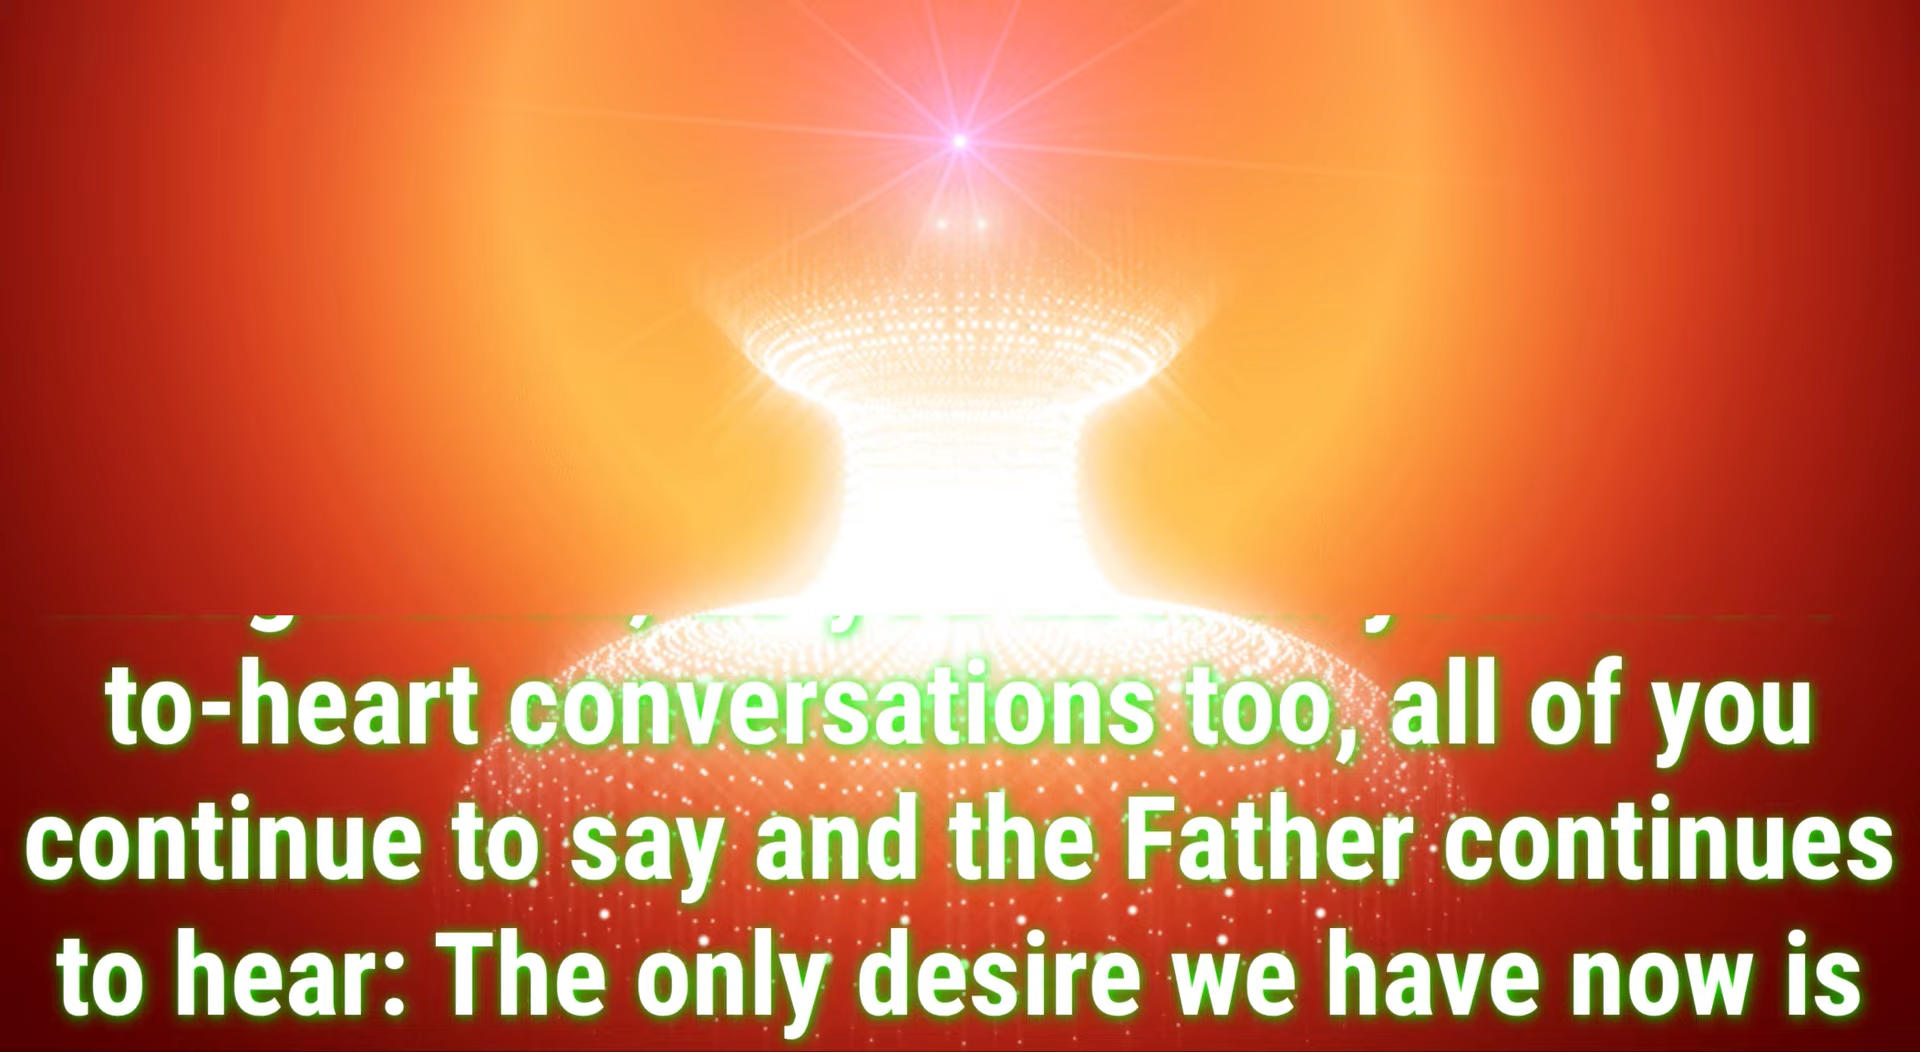 to-heart conversations too, all of you
continue to say and the Father continues
to hear: The only desire we have now is